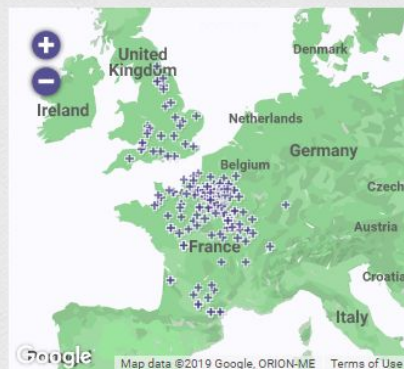 +
−
United
Kingdom
Denmark
Ireland
Netherlands
Belgium
Germany
Czech
Austria
France
Croatia
Italy
Google
Map data ©2019 Google, ORION-ME Terms of Use